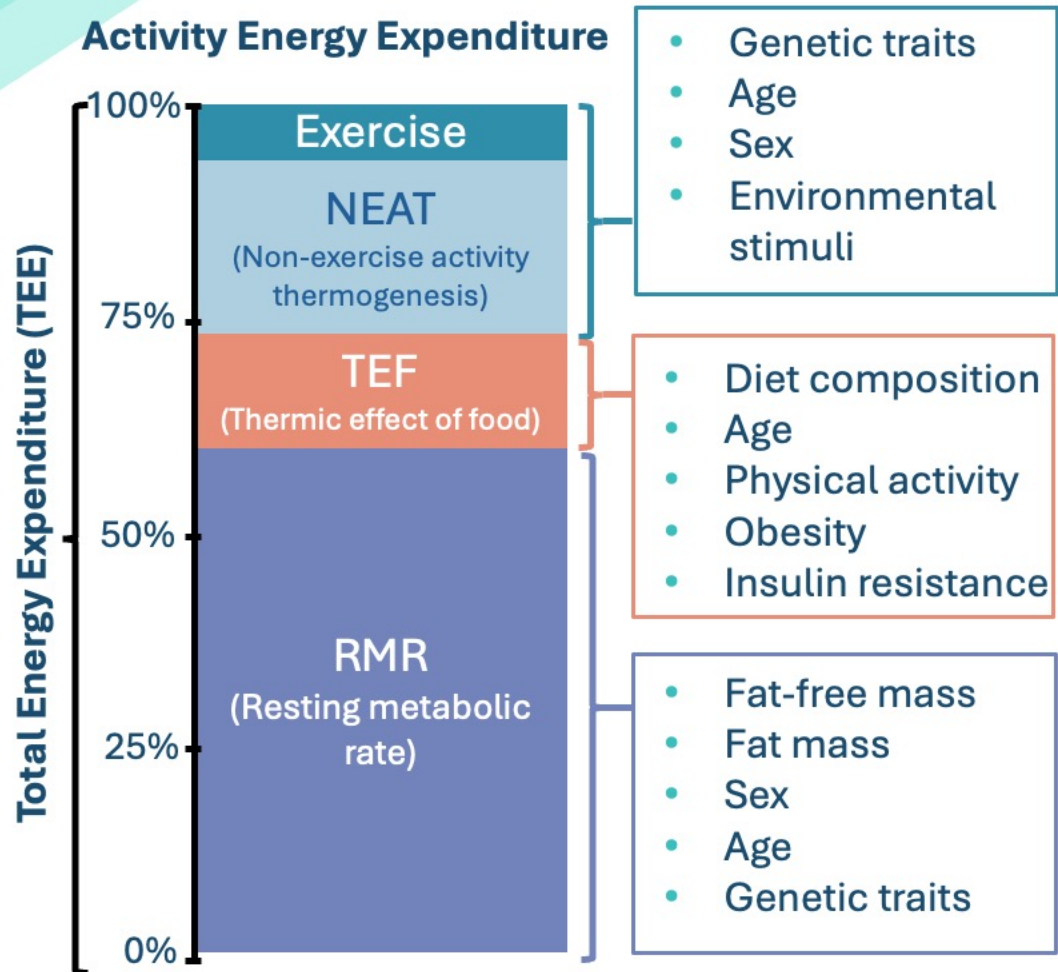 Activity Energy Expenditure
Total Energy Expenditure (TEE)
100%
75%
50%
25%
0%
Exercise
NEAT
(Non-exercise activity
thermogenesis)
TEF
(Thermic effect of food)
RMR
(Resting metabolic
rate)
• Genetic traits
• Age
• Sex
• Environmental
stimuli
• Diet composition
• Age
• Physical activity
• Obesity
• Insulin resistance
• Fat-free mass
• Fat mass
• Sex
• Age
• Genetic traits